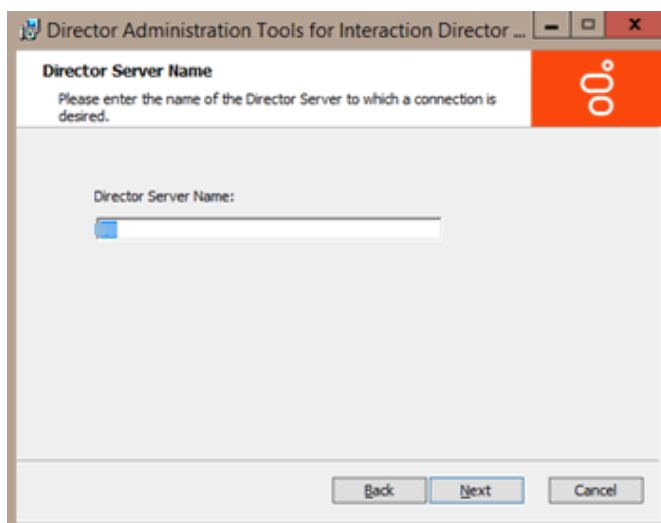 Director Administration Tools for Interaction Director ...
Director Server Name
Please enter the name of the Director Server to which a connection is
desired.
Director Server Name:
Back
Next
Cancel